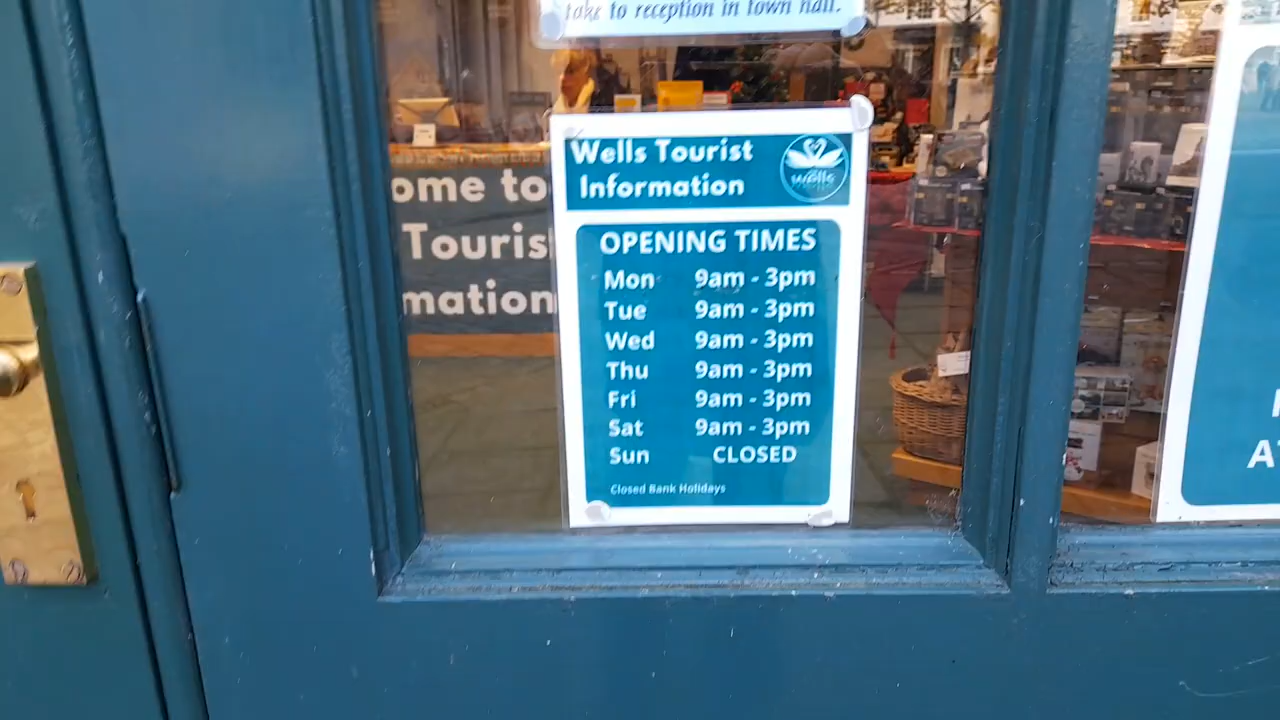 take to reception in town hall.
Wells Tourist
Information
wells
OPENING TIMES
Mon 9am - 3pm
Tue 9am - 3pm
Wed 9am - 3pm
Thu 9am - 3pm
Fri 9am - 3pm
Sat 9am - 3pm
Sun CLOSED
Closed Bank Holidays
ome to
Touris
mation